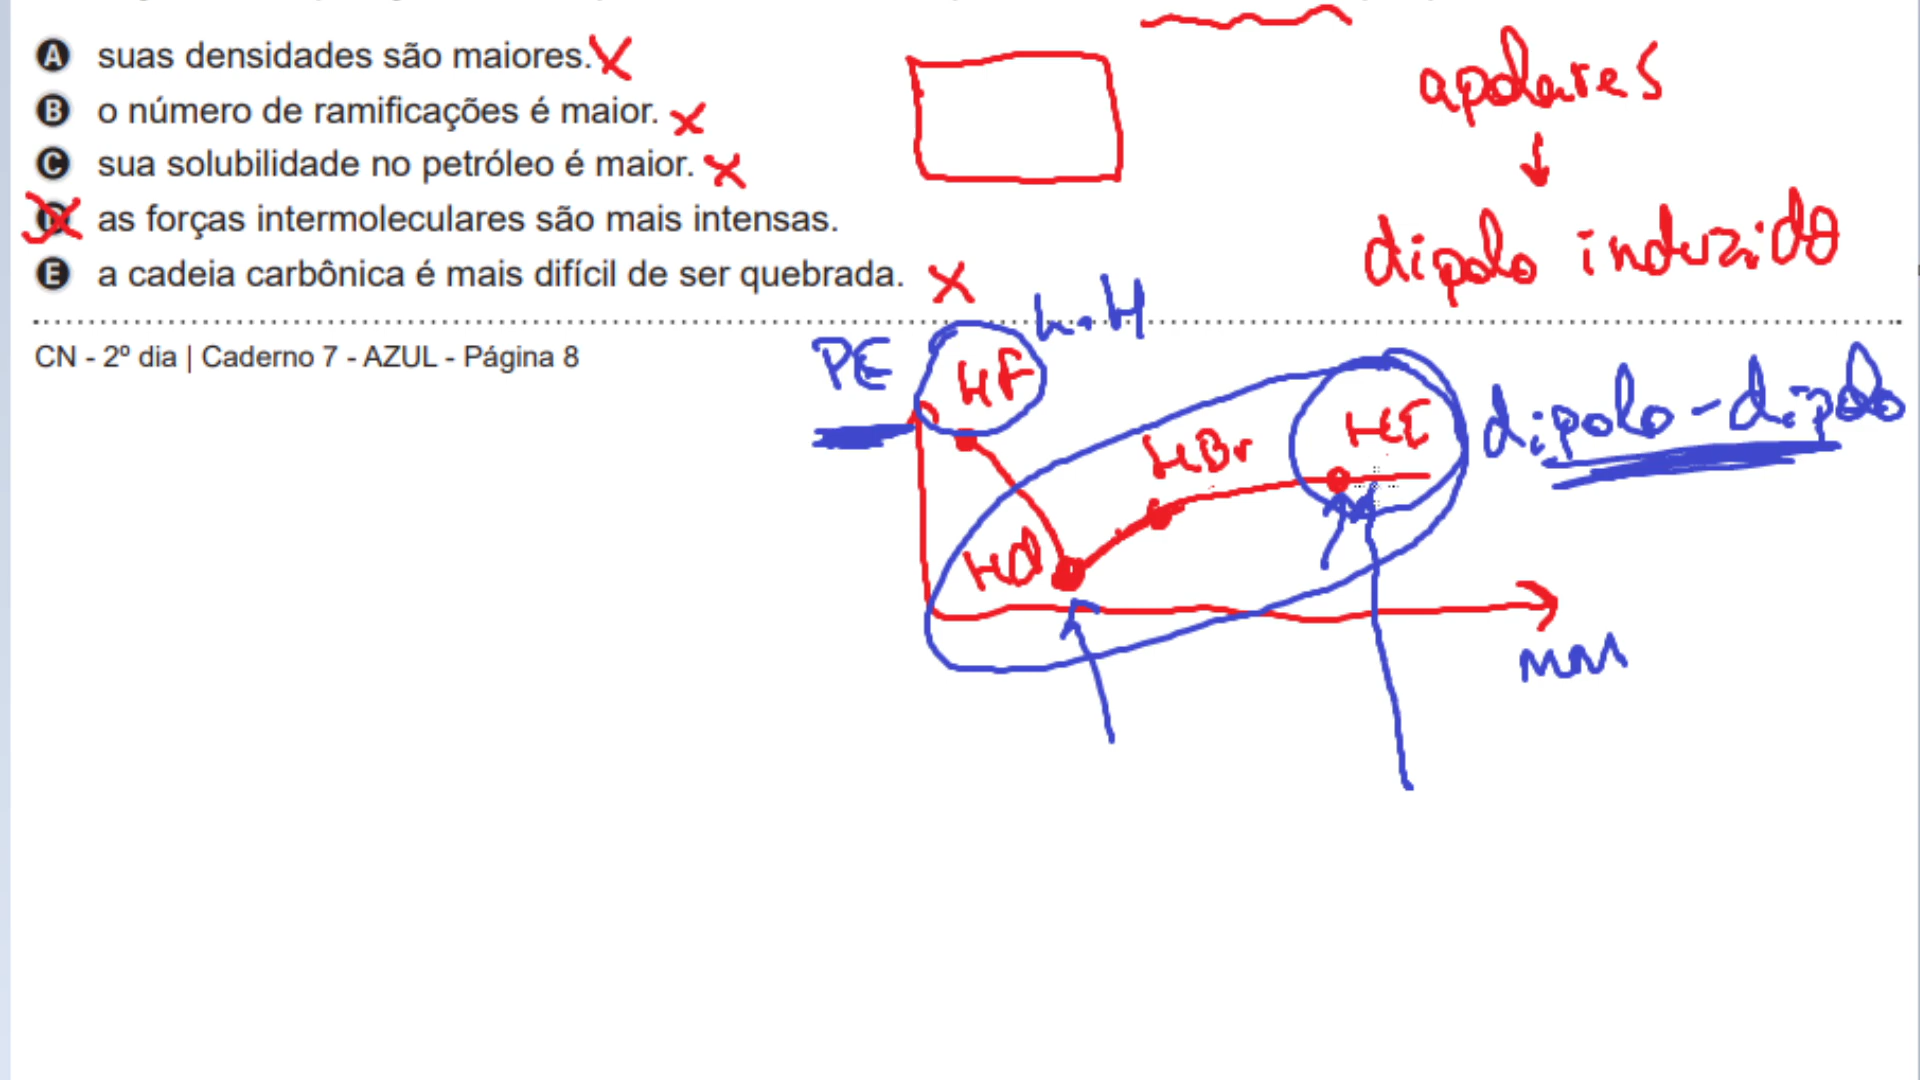 A suas densidades são maiores.
B o número de ramificações é maior.
C sua solubilidade no petróleo é maior.
D as forças intermoleculares são mais intensas.
E a cadeia carbônica é mais difícil de ser quebrada.
CN - 2º dia | Caderno 7 - AZUL - Página 8
apolares
dipolo induzido
PE
HF
L.H
HBr
HI
dipolo-dipolo
HCl
MM